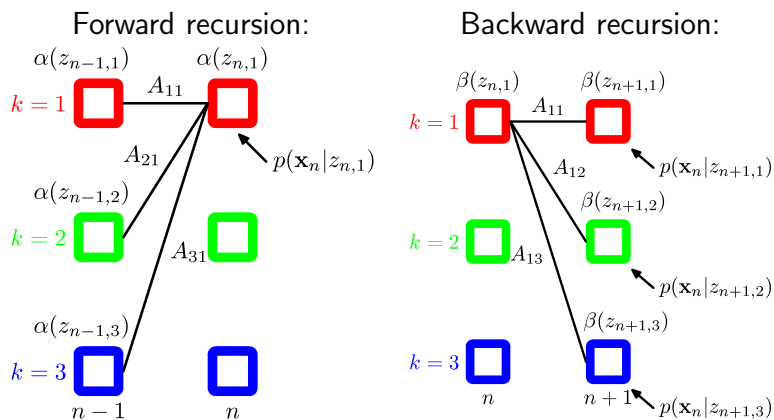 Forward recursion:
α(z_{n−1,1}) α(z_{n,1})
k = 1 A_{11}
A_{21} p(x_n|z_{n,1})
α(z_{n−1,2})
k = 2 A_{31}
α(z_{n−1,3})
k = 3
n − 1 n
Backward recursion:
β(z_{n,1}) β(z_{n+1,1})
k = 1 A_{11}
A_{12} p(x_n|z_{n+1,1})
β(z_{n+1,2})
k = 2 A_{13}
p(x_n|z_{n+1,2})
β(z_{n+1,3})
k = 3
n n + 1 p(x_n|z_{n+1,3})